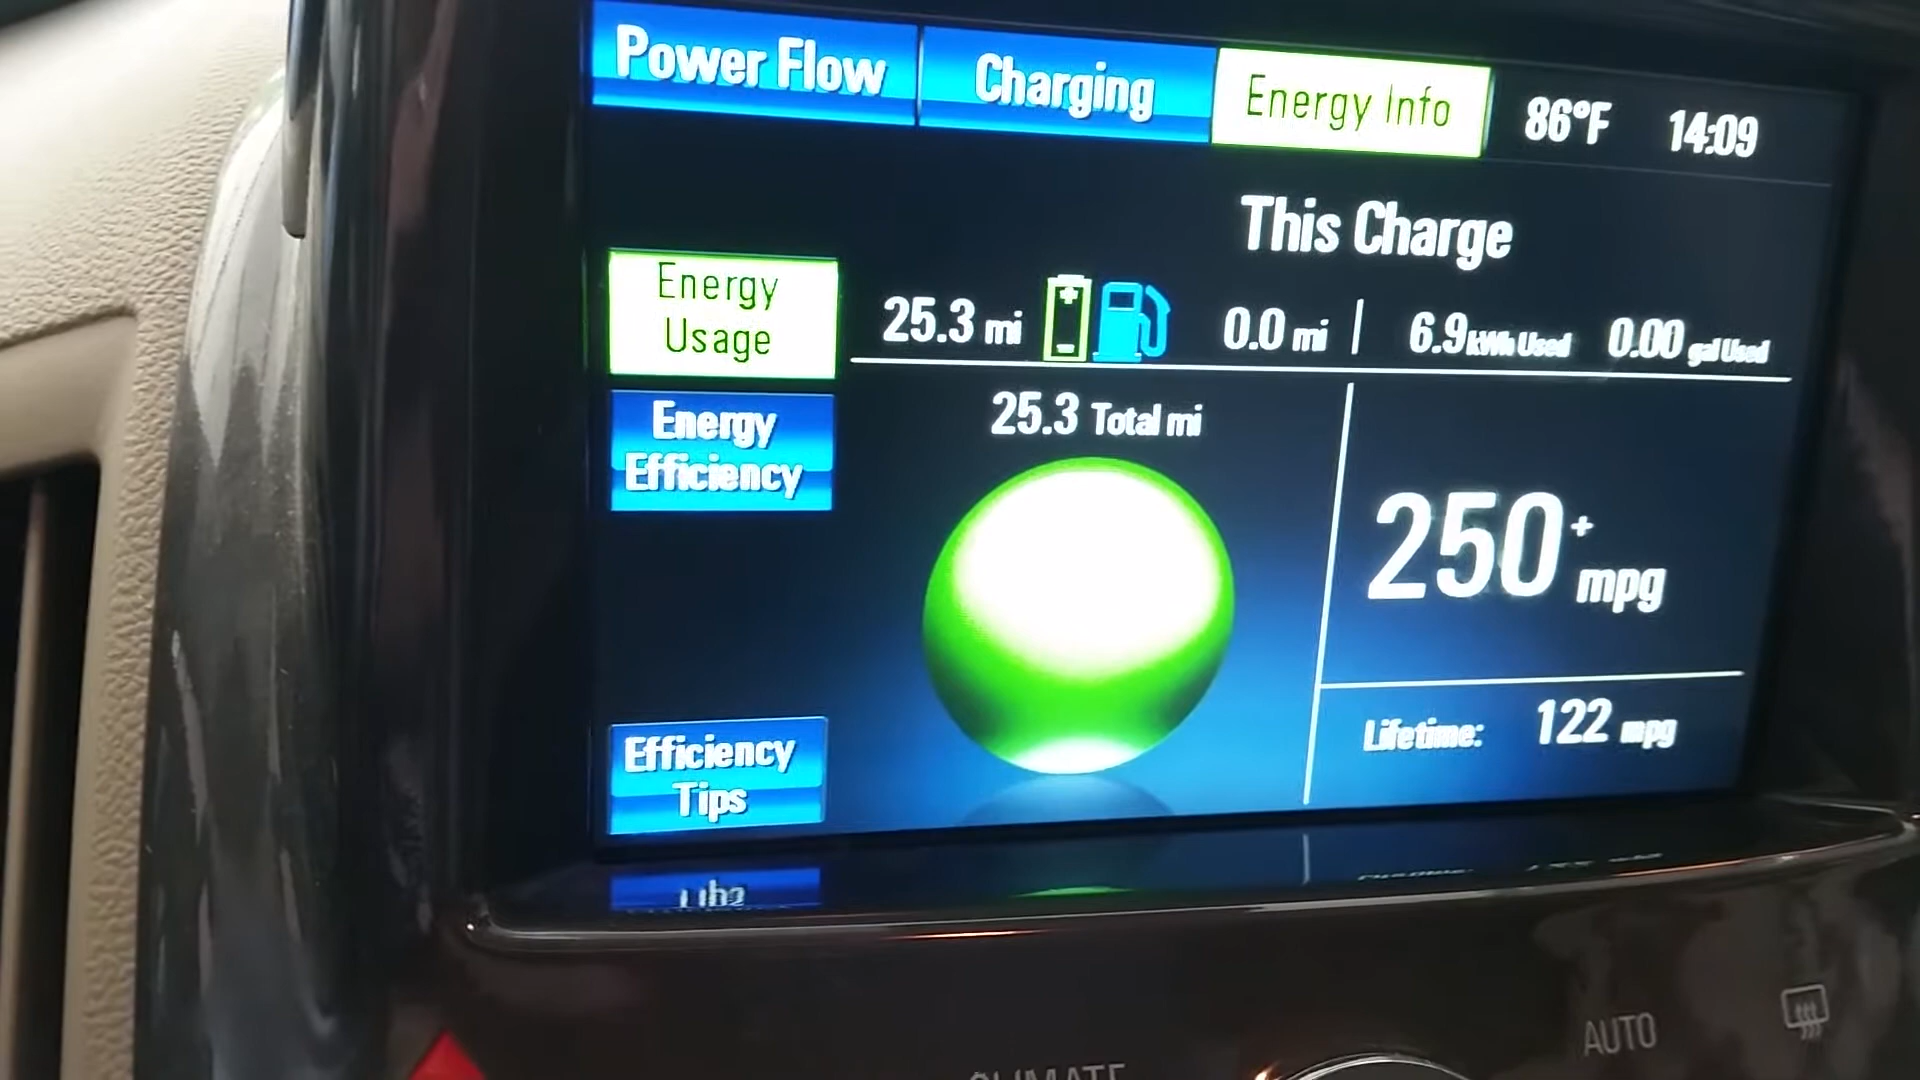 Power Flow
Charging
Energy Info
86°F
14:09
This Charge
Energy
Usage
25.3 mi
0.0 mi
6.9 kWh Used
0.00 gal Used
Energy
Efficiency
25.3 Total mi
250+ mpg
Lifetime: 122 mpg
Efficiency
Tips
CLIMATE
AUTO